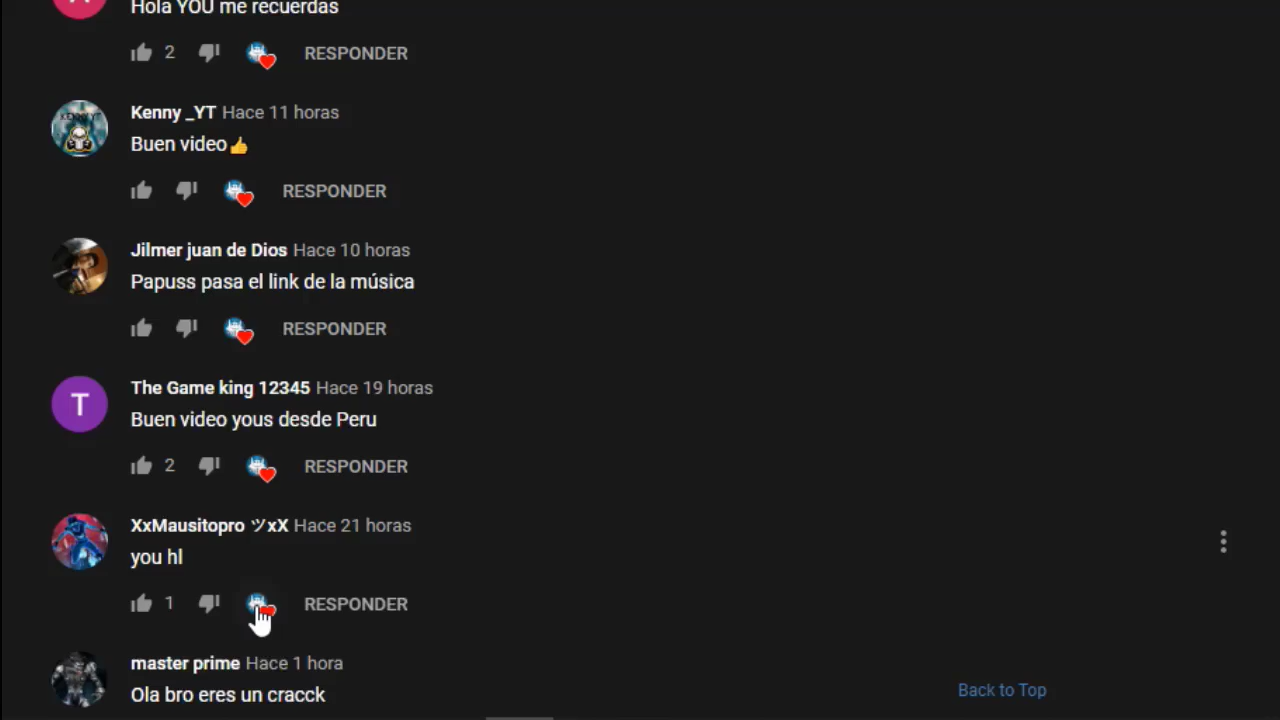 Hola YOU me recuerdas
2 RESPONDER
Kenny _YT Hace 11 horas
Buen video👍
RESPONDER
Jilmer juan de Dios Hace 10 horas
Papuss pasa el link de la música
RESPONDER
T
The Game king 12345 Hace 19 horas
Buen video yous desde Peru
2 RESPONDER
XxMausitopro ツxX Hace 21 horas
you hl
1 RESPONDER
master prime Hace 1 hora
Ola bro eres un cracck
Back to Top